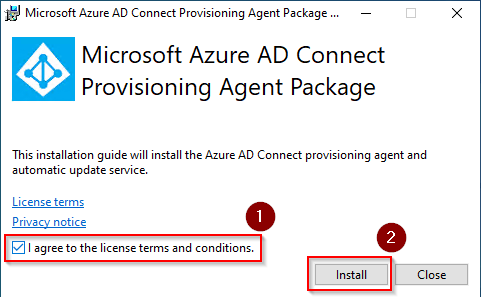 Microsoft Azure AD Connect Provisioning Agent Package ...
Microsoft Azure AD Connect
Provisioning Agent Package
This installation guide will install the Azure AD Connect provisioning agent and
automatic update service.
License terms
1
Privacy notice
I agree to the license terms and conditions.
2
Install
Close